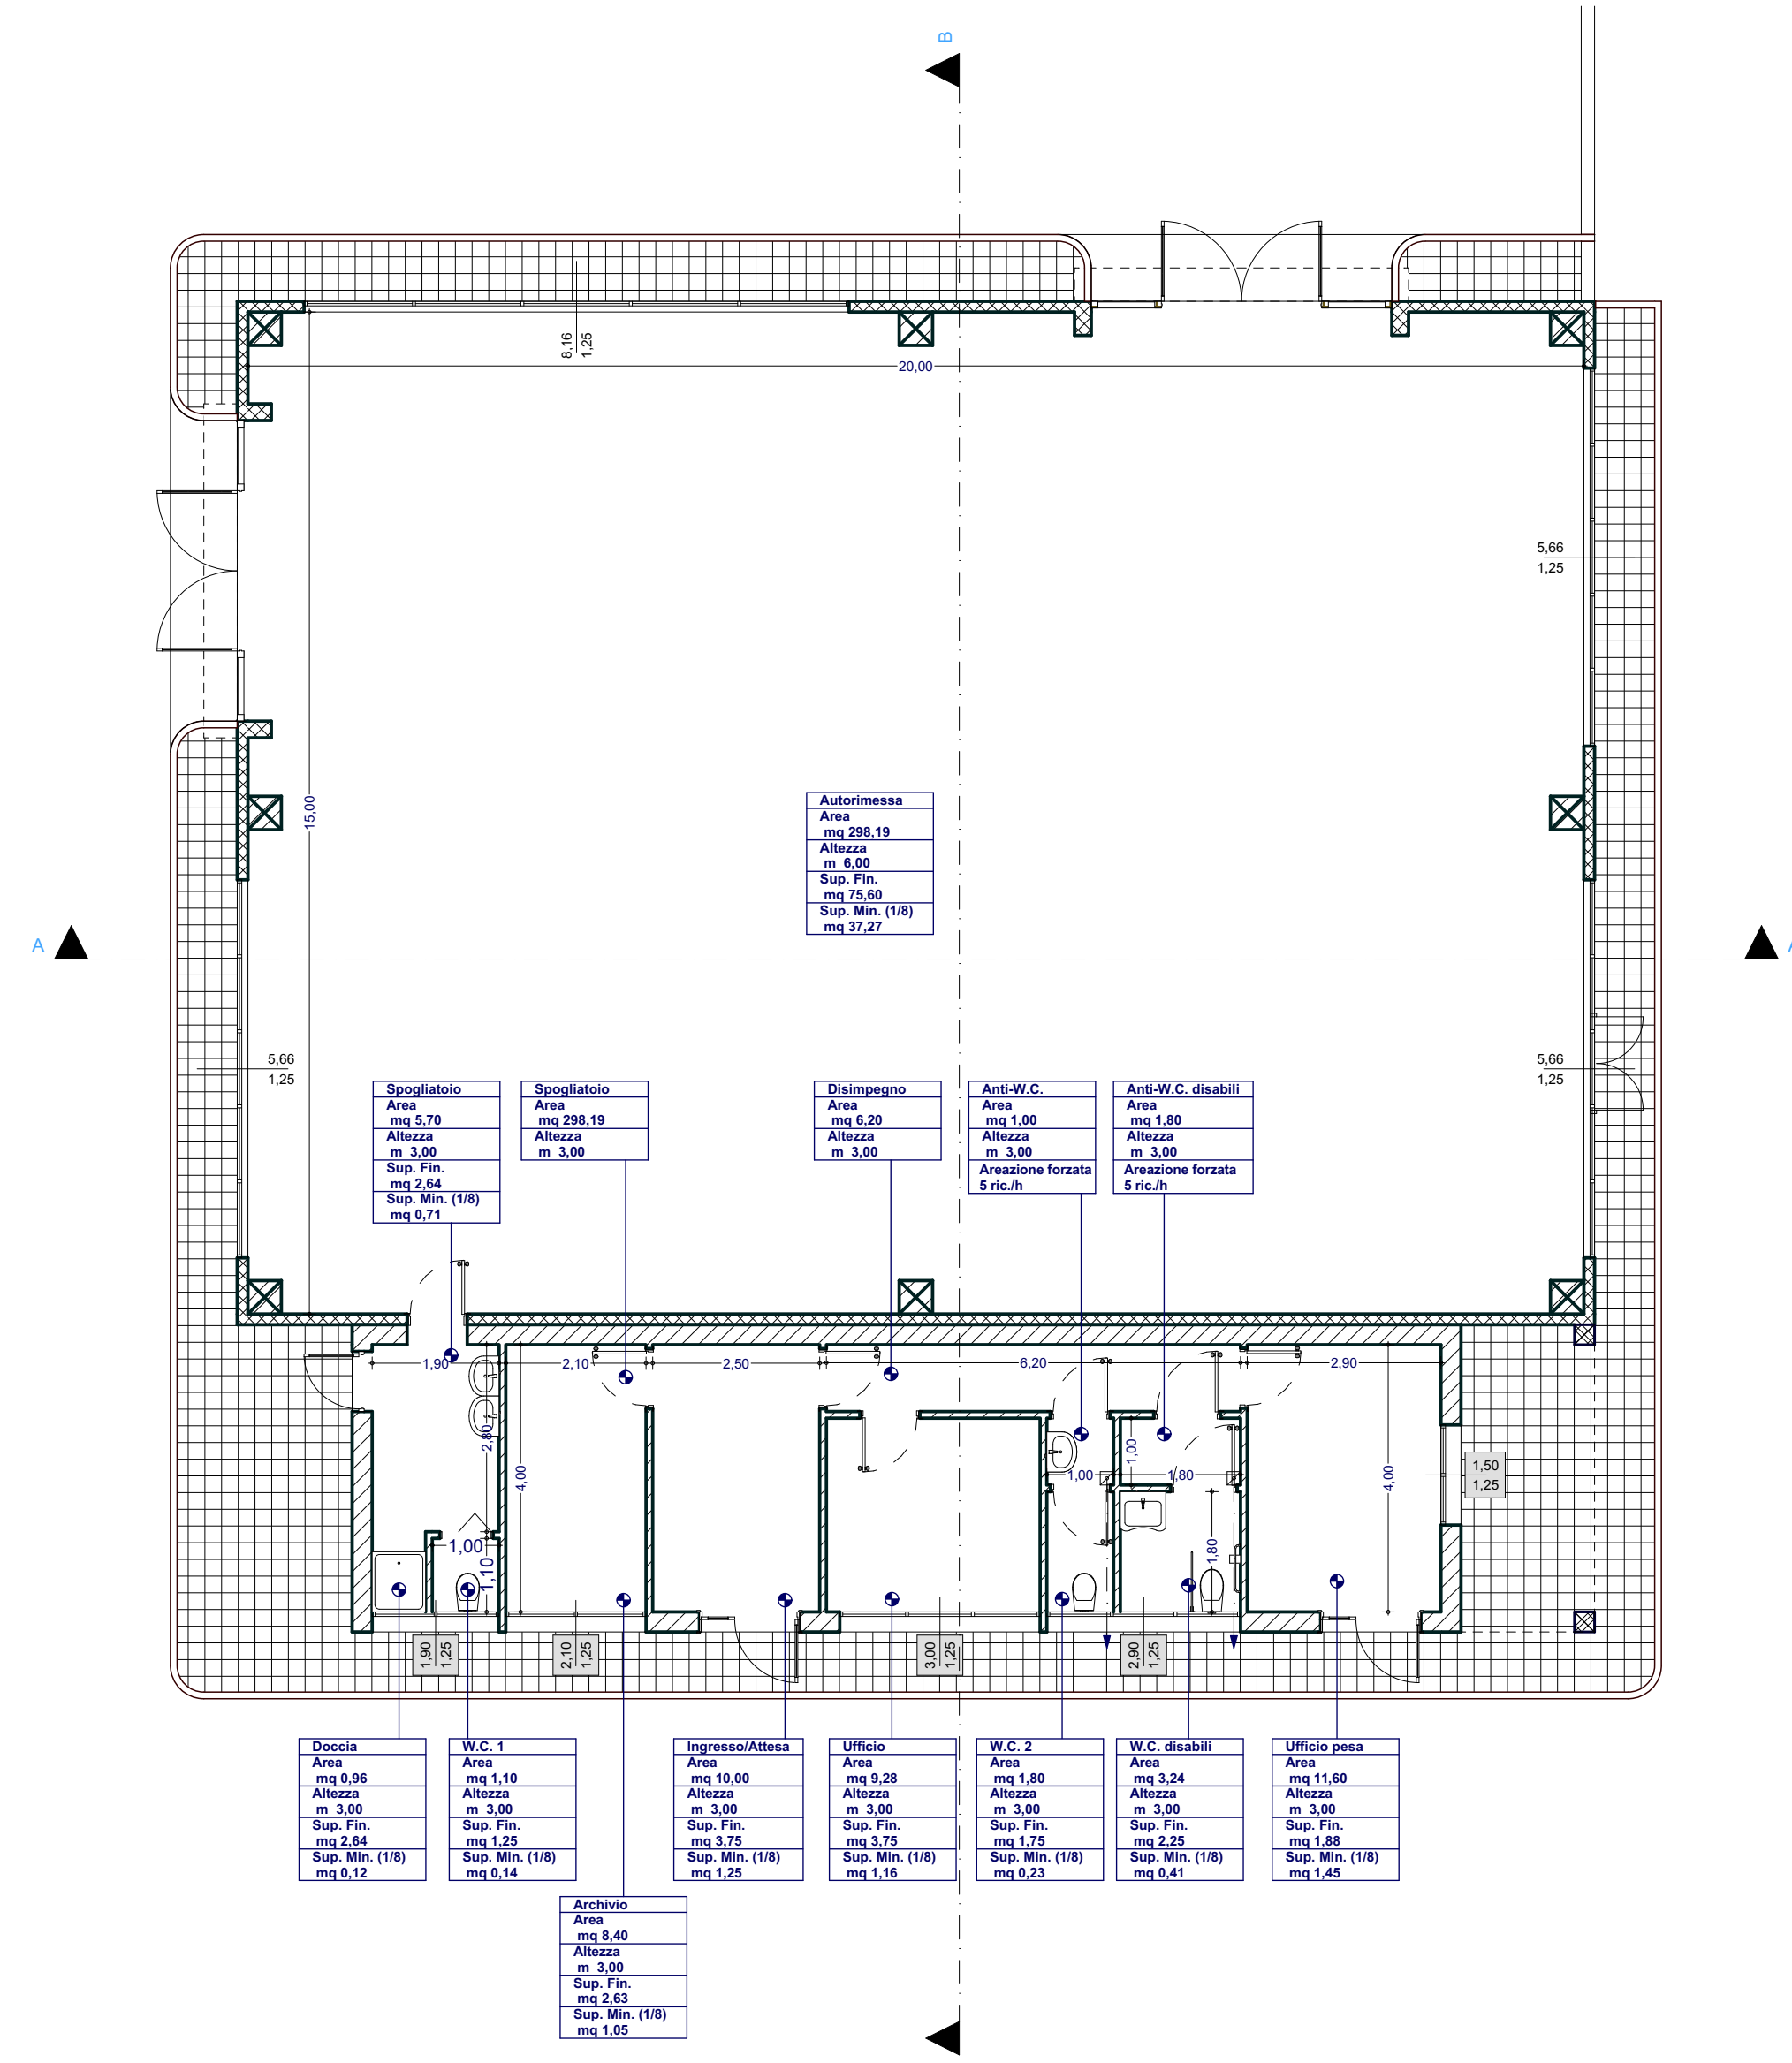 B
8,16
1,25
20,00
5,66
1,25
15,00
Autorimessa
Area
mq 298,19
Altezza
m 6,00
Sup. Fin.
mq 75,60
Sup. Min. (1/8)
mq 37,27
A
A
5,66
1,25
5,66
1,25
Spogliatoio
Area
mq 5,70
Altezza
m 3,00
Sup. Fin.
mq 2,64
Sup. Min. (1/8)
mq 0,71
Spogliatoio
Area
mq 298,19
Altezza
m 3,00
Disimpegno
Area
mq 6,20
Altezza
m 3,00
Anti-W.C.
Area
mq 1,00
Altezza
m 3,00
Areazione forzata
5 ric./h
Anti-W.C. disabili
Area
mq 1,80
Altezza
m 3,00
Areazione forzata
5 ric./h
1,90
2,10
2,50
6,20
2,90
2,80
4,00
1,00
1,00
1,80
4,00
1,50
1,25
1,00
1,10
1,80
1,90
1,25
2,10
1,25
3,00
1,25
2,90
1,25
Doccia
Area
mq 0,96
Altezza
m 3,00
Sup. Fin.
mq 2,64
Sup. Min. (1/8)
mq 0,12
W.C. 1
Area
mq 1,10
Altezza
m 3,00
Sup. Fin.
mq 1,25
Sup. Min. (1/8)
mq 0,14
Ingresso/Attesa
Area
mq 10,00
Altezza
m 3,00
Sup. Fin.
mq 3,75
Sup. Min. (1/8)
mq 1,25
Ufficio
Area
mq 9,28
Altezza
m 3,00
Sup. Fin.
mq 3,75
Sup. Min. (1/8)
mq 1,16
W.C. 2
Area
mq 1,80
Altezza
m 3,00
Sup. Fin.
mq 1,75
Sup. Min. (1/8)
mq 0,23
W.C. disabili
Area
mq 3,24
Altezza
m 3,00
Sup. Fin.
mq 2,25
Sup. Min. (1/8)
mq 0,41
Ufficio pesa
Area
mq 11,60
Altezza
m 3,00
Sup. Fin.
mq 1,88
Sup. Min. (1/8)
mq 1,45
Archivio
Area
mq 8,40
Altezza
m 3,00
Sup. Fin.
mq 2,63
Sup. Min. (1/8)
mq 1,05